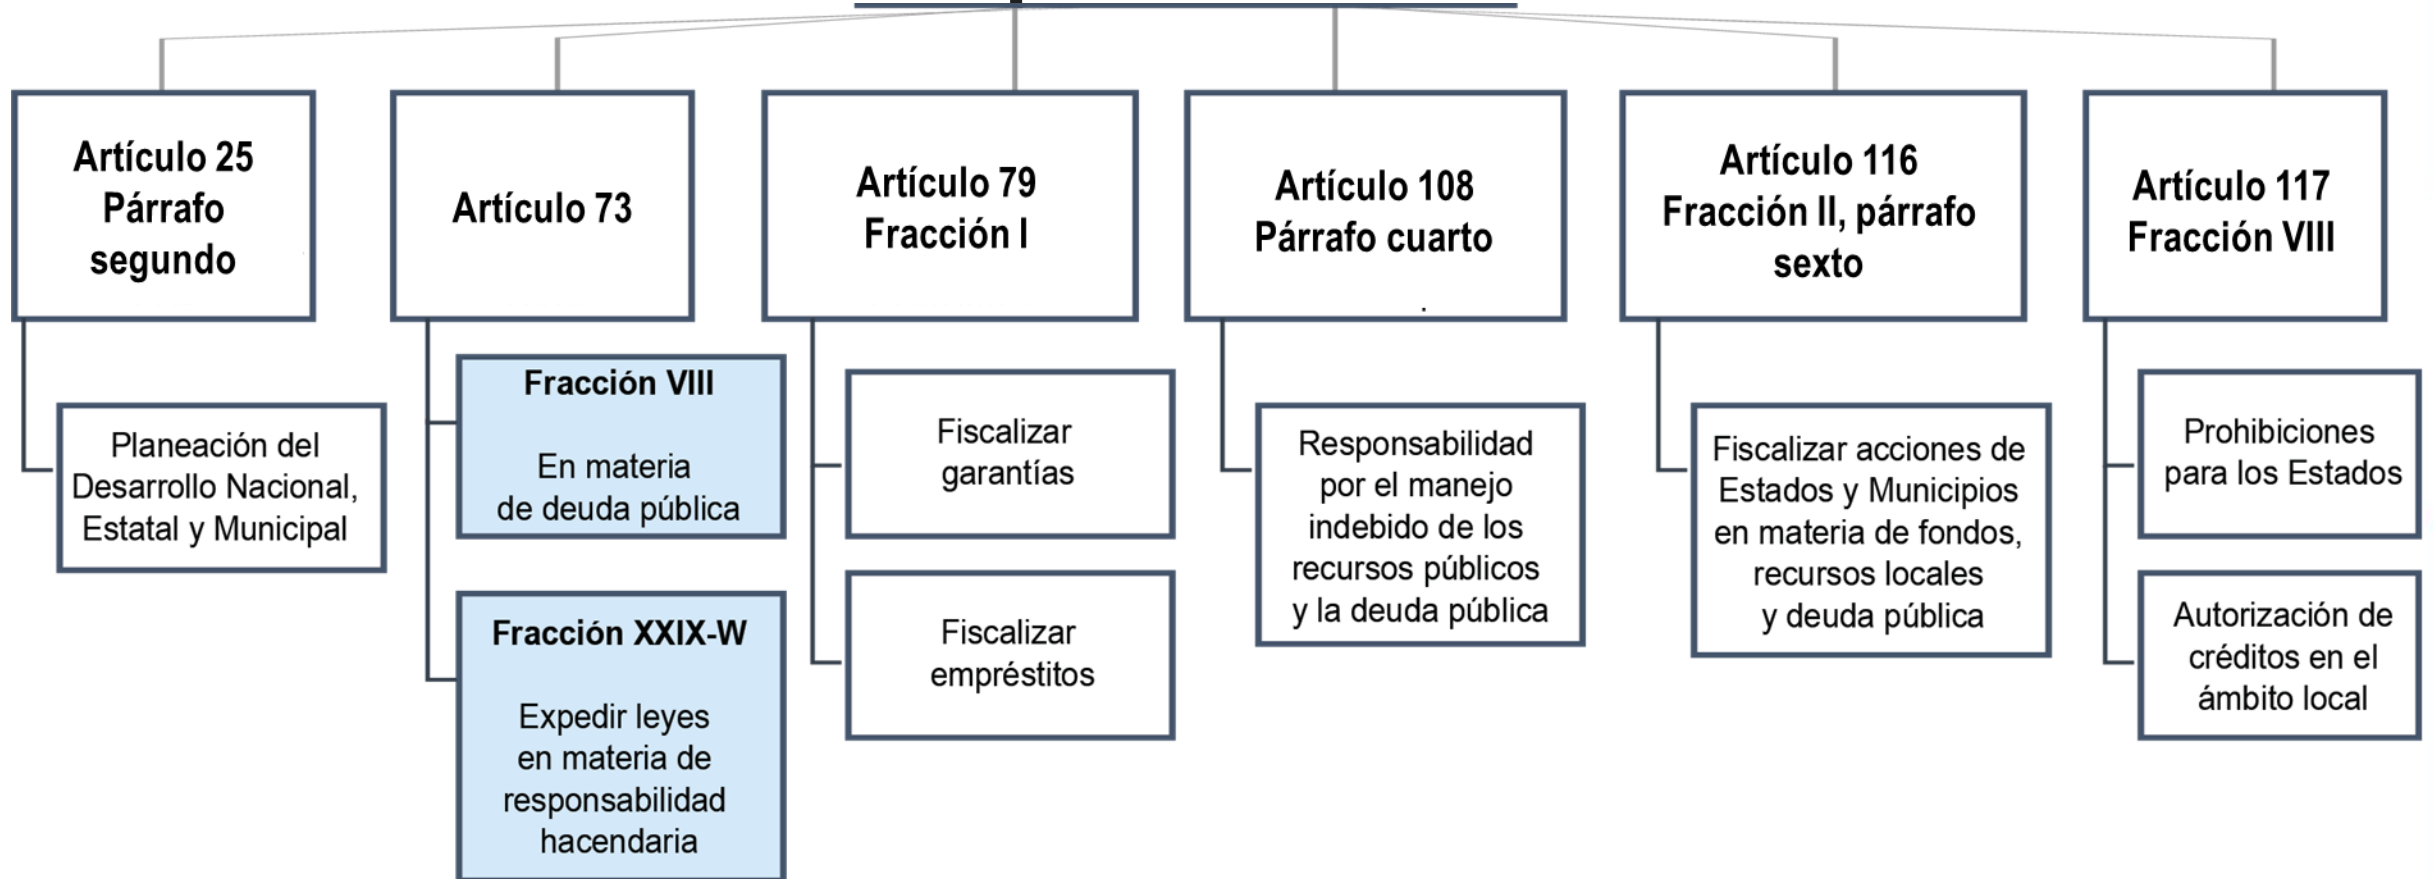 Artículo 25
Párrafo
segundo
Planeación del
Desarrollo Nacional,
Estatal y Municipal
Artículo 73
Fracción VIII
En materia
de deuda pública
Fracción XXIX-W
Expedir leyes
en materia de
responsabilidad
hacendaria
Artículo 79
Fracción I
Fiscalizar
garantías
Fiscalizar
empréstitos
Artículo 108
Párrafo cuarto
.
Responsabilidad
por el manejo
indebido de los
recursos públicos
y la deuda pública
Artículo 116
Fracción II, párrafo
sexto
Fiscalizar acciones de
Estados y Municipios
en materia de fondos,
recursos locales
y deuda pública
Artículo 117
Fracción VIII
Prohibiciones
para los Estados
Autorización de
créditos en el
ámbito local